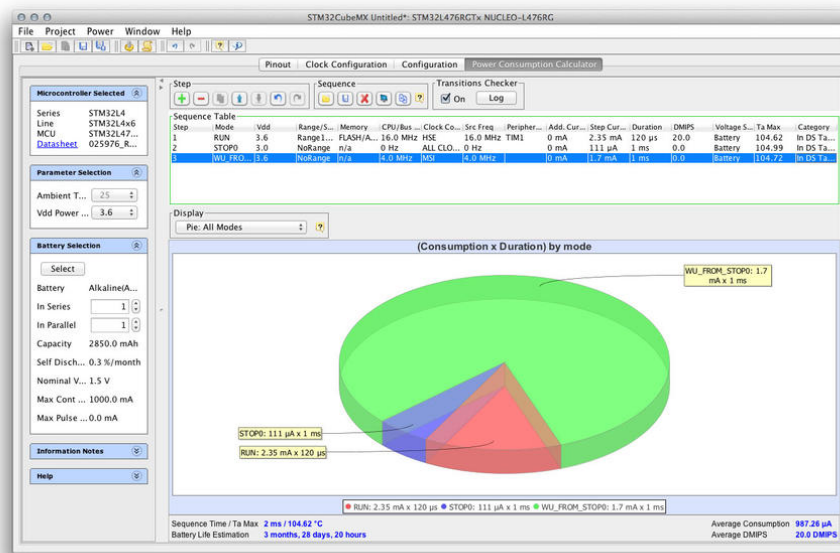 STM32CubeMX Untitled*: STM32L476RGTx NUCLEO-L476RG
File Project Power Window Help
Pinout Clock Configuration Configuration Power Consumption Calculator
Microcontroller Selected
Series STM32L4
Line STM32L4x6
MCU STM32L47...
Datasheet 025976_R...
Parameter Selection
Ambient T... 25
Vdd Power ... 3.6
Battery Selection
Select
Battery Alkaline(A...
In Series 1
In Parallel 1
Capacity 2850.0 mAh
Self Disch... 0.3 %/month
Nominal V... 1.5 V
Max Cont ... 1000.0 mA
Max Pulse ... 0.0 mA
Information Notes
Help
Step Sequence Transitions Checker
On Log
Sequence Table
Step Mode Vdd Range/S... Memory CPU/Bus ... Clock Co... Src Freq Peripher... Add. Cur... Step Cur... Duration DMIPS Voltage S... Ta Max Category
1 RUN 3.6 Range1... FLASH/A... 16.0 MHz HSE 16.0 MHz TIM1 0 mA 2.35 mA 120 µs 20.0 Battery 104.62 In DS Ta...
2 STOP0 3.0 NoRange n/a 0 Hz ALL CLO... 0 Hz 0 mA 111 µA 1 ms 0.0 Battery 104.99 In DS Ta...
3 WU_FRO... 3.6 NoRange n/a 4.0 MHz MSI 4.0 MHz 0 mA 1.7 mA 1 ms 0.0 Battery 104.72 In DS Ta...
Display
Pie: All Modes
(Consumption x Duration) by mode
WU_FROM_STOP0: 1.7
mA x 1 ms
STOP0: 111 µA x 1 ms
RUN: 2.35 mA x 120 µs
RUN: 2.35 mA x 120 µs STOP0: 111 µA x 1 ms WU_FROM_STOP0: 1.7 mA x 1 ms
Sequence Time / Ta Max 2 ms / 104.62 °C Average Consumption 987.26 µA
Battery Life Estimation 3 months, 28 days, 20 hours Average DMIPS 20.0 DMIPS